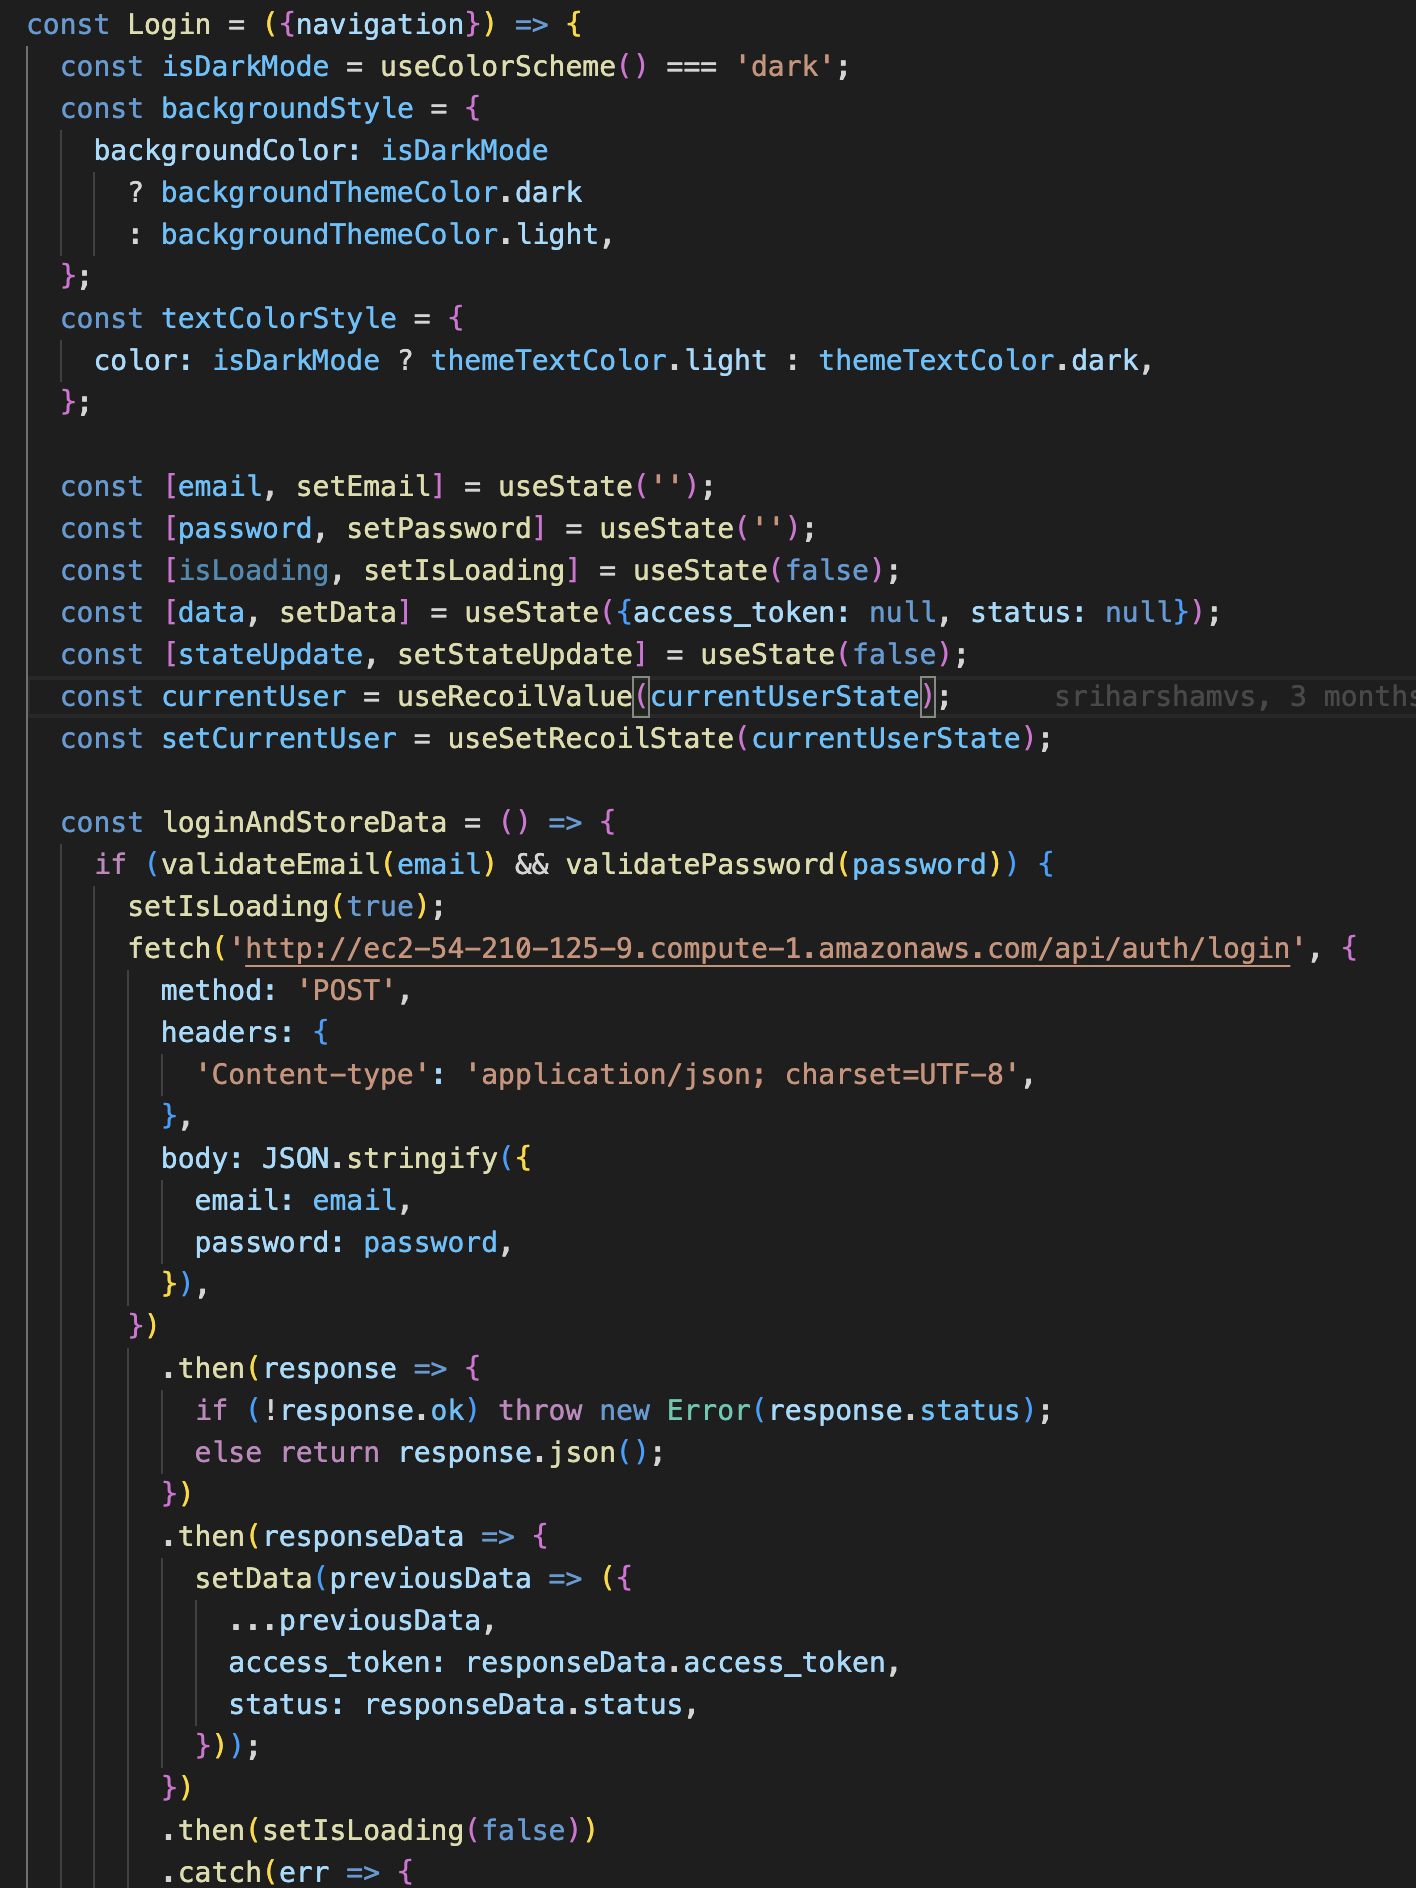 const Login = ({navigation}) => {
  const isDarkMode = useColorScheme() === 'dark';
  const backgroundStyle = {
    backgroundColor: isDarkMode
      ? backgroundThemeColor.dark
      : backgroundThemeColor.light,
  };
  const textColorStyle = {
    color: isDarkMode ? themeTextColor.light : themeTextColor.dark,
  };

  const [email, setEmail] = useState('');
  const [password, setPassword] = useState('');
  const [isLoading, setIsLoading] = useState(false);
  const [data, setData] = useState({access_token: null, status: null});
  const [stateUpdate, setStateUpdate] = useState(false);
  const currentUser = useRecoilValue(currentUserState);      sriharshamvs, 3 months
  const setCurrentUser = useSetRecoilState(currentUserState);

  const loginAndStoreData = () => {
    if (validateEmail(email) && validatePassword(password)) {
      setIsLoading(true);
      fetch('http://ec2-54-210-125-9.compute-1.amazonaws.com/api/auth/login', {
        method: 'POST',
        headers: {
          'Content-type': 'application/json; charset=UTF-8',
        },
        body: JSON.stringify({
          email: email,
          password: password,
        }),
      })
        .then(response => {
          if (!response.ok) throw new Error(response.status);
          else return response.json();
        })
        .then(responseData => {
          setData(previousData => ({
            ...previousData,
            access_token: responseData.access_token,
            status: responseData.status,
          }));
        })
        .then(setIsLoading(false))
        .catch(err => {